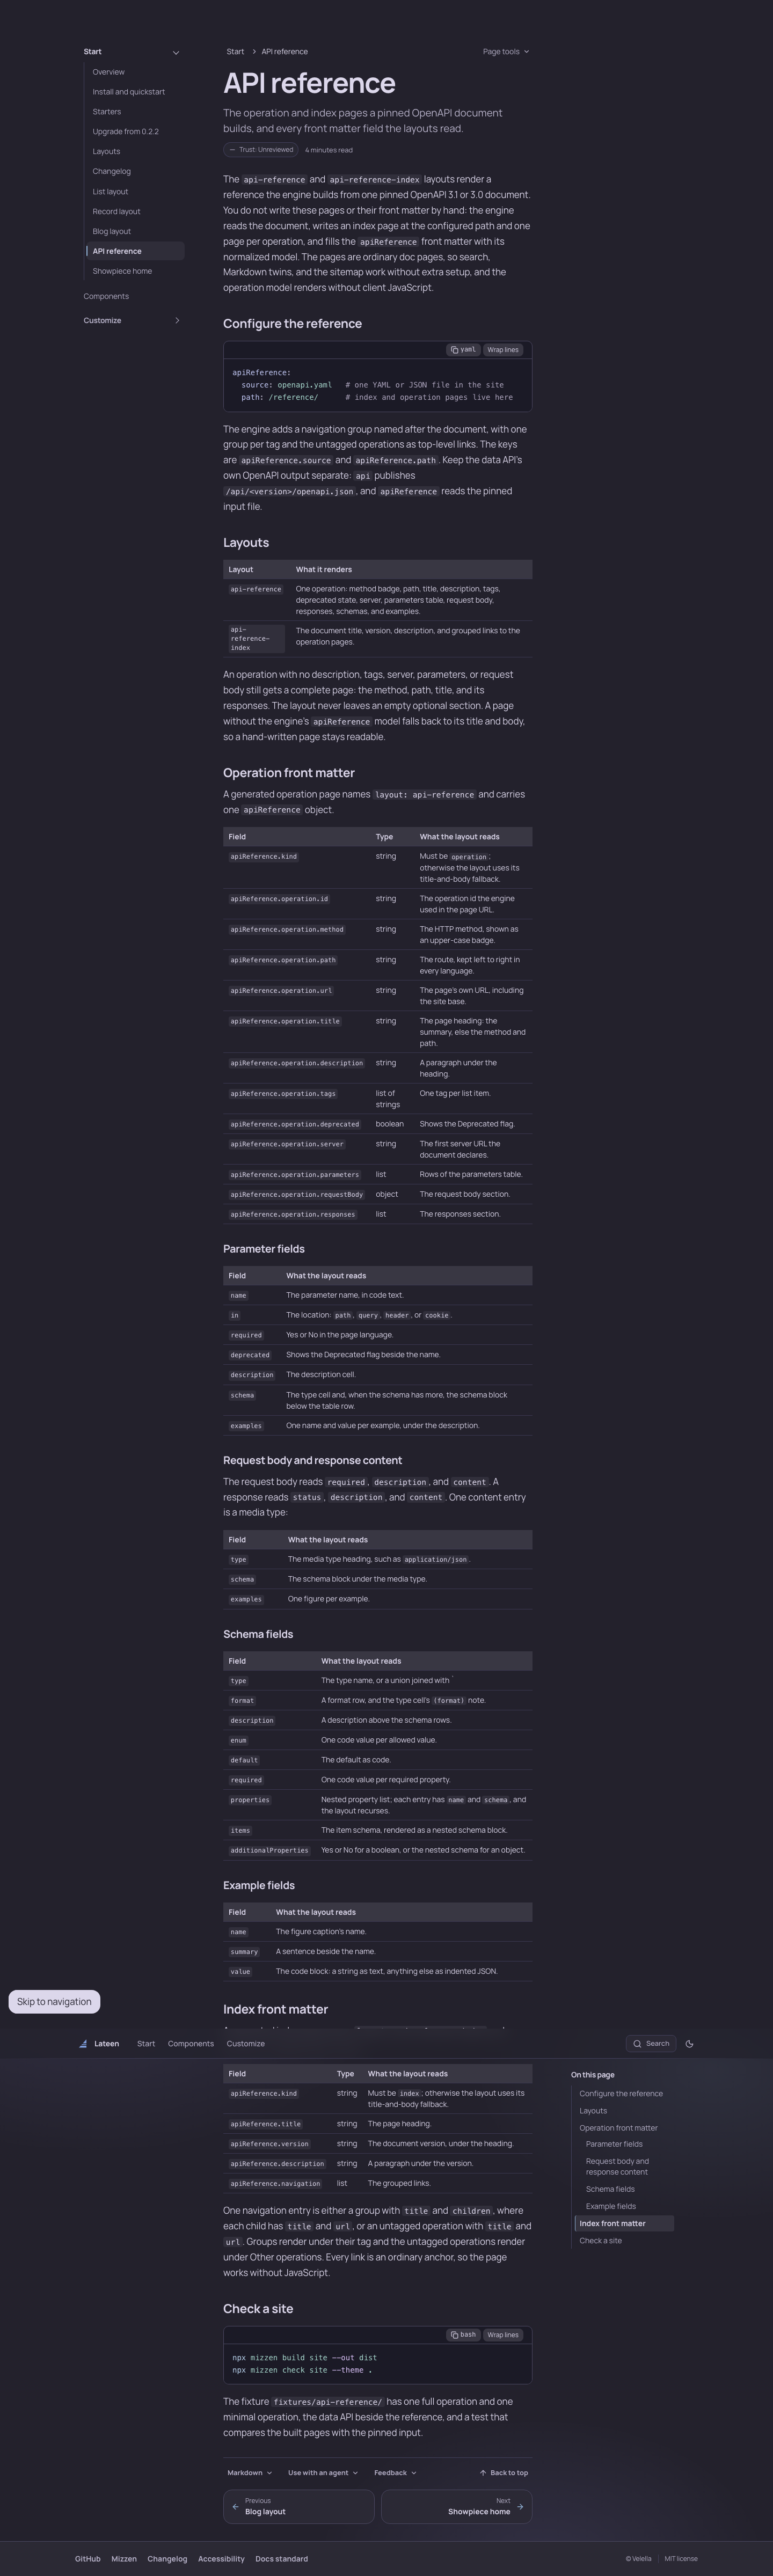 Start
Overview
Install and quickstart
Starters
Upgrade from 0.2.2
Layouts
Changelog
List layout
Record layout
Blog layout
API reference
Showpiece home
Components
Customize
Start > API reference
Page tools
API reference
The operation and index pages a pinned OpenAPI document
builds, and every front matter field the layouts read.
— Trust: Unreviewed 4 minutes read
The api-reference and api-reference-index layouts render a
reference the engine builds from one pinned OpenAPI 3.1 or 3.0 document.
You do not write these pages or their front matter by hand: the engine
reads the document, writes an index page at the configured path and one
page per operation, and fills the apiReference front matter with its
normalized model. The pages are ordinary doc pages, so search,
Markdown twins, and the sitemap work without extra setup, and the
operation model renders without client JavaScript.
Configure the reference
yaml Wrap lines
apiReference:
source: openapi.yaml # one YAML or JSON file in the site
path: /reference/ # index and operation pages live here
The engine adds a navigation group named after the document, with one
group per tag and the untagged operations as top-level links. The keys
are apiReference.source and apiReference.path. Keep the data API's
own OpenAPI output separate: api publishes
/api/<version>/openapi.json, and apiReference reads the pinned
input file.
Layouts
Layout What it renders
api-reference One operation: method badge, path, title, description, tags,
deprecated state, server, parameters table, request body,
responses, schemas, and examples.
api-reference-index The document title, version, description, and grouped links to the
operation pages.
An operation with no description, tags, server, parameters, or request
body still gets a complete page: the method, path, title, and its
responses. The layout never leaves an empty optional section. A page
without the engine's apiReference model falls back to its title and body,
so a hand-written page stays readable.
Operation front matter
A generated operation page names layout: api-reference and carries
one apiReference object.
Field Type What the layout reads
apiReference.kind string Must be operation;
otherwise the layout uses its
title-and-body fallback.
apiReference.operation.id string The operation id the engine
used in the page URL.
apiReference.operation.method string The HTTP method, shown as
an upper-case badge.
apiReference.operation.path string The route, kept left to right in
every language.
apiReference.operation.url string The page's own URL, including
the site base.
apiReference.operation.title string The page heading: the
summary, else the method and
path.
apiReference.operation.description string A paragraph under the
heading.
apiReference.operation.tags list of strings One tag per list item.
apiReference.operation.deprecated boolean Shows the Deprecated flag.
apiReference.operation.server string The first server URL the
document declares.
apiReference.operation.parameters list Rows of the parameters table.
apiReference.operation.requestBody object The request body section.
apiReference.operation.responses list The responses section.
Parameter fields
Field What the layout reads
name The parameter name, in code text.
in The location: path, query, header, or cookie.
required Yes or No in the page language.
deprecated Shows the Deprecated flag beside the name.
description The description cell.
schema The type cell and, when the schema has more, the schema block
below the table row.
examples One name and value per example, under the description.
Request body and response content
The request body reads required, description, and content. A
response reads status, description, and content. One content entry
is a media type:
Field What the layout reads
type The media type heading, such as application/json.
schema The schema block under the media type.
examples One figure per example.
Schema fields
Field What the layout reads
type The type name, or a union joined with `
format A format row, and the type cell's (format) note.
description A description above the schema rows.
enum One code value per allowed value.
default The default as code.
required One code value per required property.
properties Nested property list; each entry has name and schema, and
the layout recurses.
items The item schema, rendered as a nested schema block.
additionalProperties Yes or No for a boolean, or the nested schema for an object.
Example fields
Field What the layout reads
name The figure caption's name.
summary A sentence beside the name.
value The code block: a string as text, anything else as indented JSON.
Skip to navigation
Index front matter
Lateen Start Components Customize
Search
Field Type What the layout reads
apiReference.kind string Must be index; otherwise the layout uses its
title-and-body fallback.
apiReference.title string The page heading.
apiReference.version string The document version, under the heading.
apiReference.description string A paragraph under the version.
apiReference.navigation list The grouped links.
One navigation entry is either a group with title and children, where
each child has title and url, or an untagged operation with title and
url. Groups render under their tag and the untagged operations render
under Other operations. Every link is an ordinary anchor, so the page
works without JavaScript.
Check a site
bash Wrap lines
npx mizzen build site --out dist
npx mizzen check site --theme .
The fixture fixtures/api-reference/ has one full operation and one
minimal operation, the data API beside the reference, and a test that
compares the built pages with the pinned input.
On this page
Configure the reference
Layouts
Operation front matter
Parameter fields
Request body and
response content
Schema fields
Example fields
Index front matter
Check a site
Markdown Use with an agent Feedback Back to top
Previous
Blog layout
Next
Showpiece home
GitHub Mizzen Changelog Accessibility Docs standard
© Velella MIT license